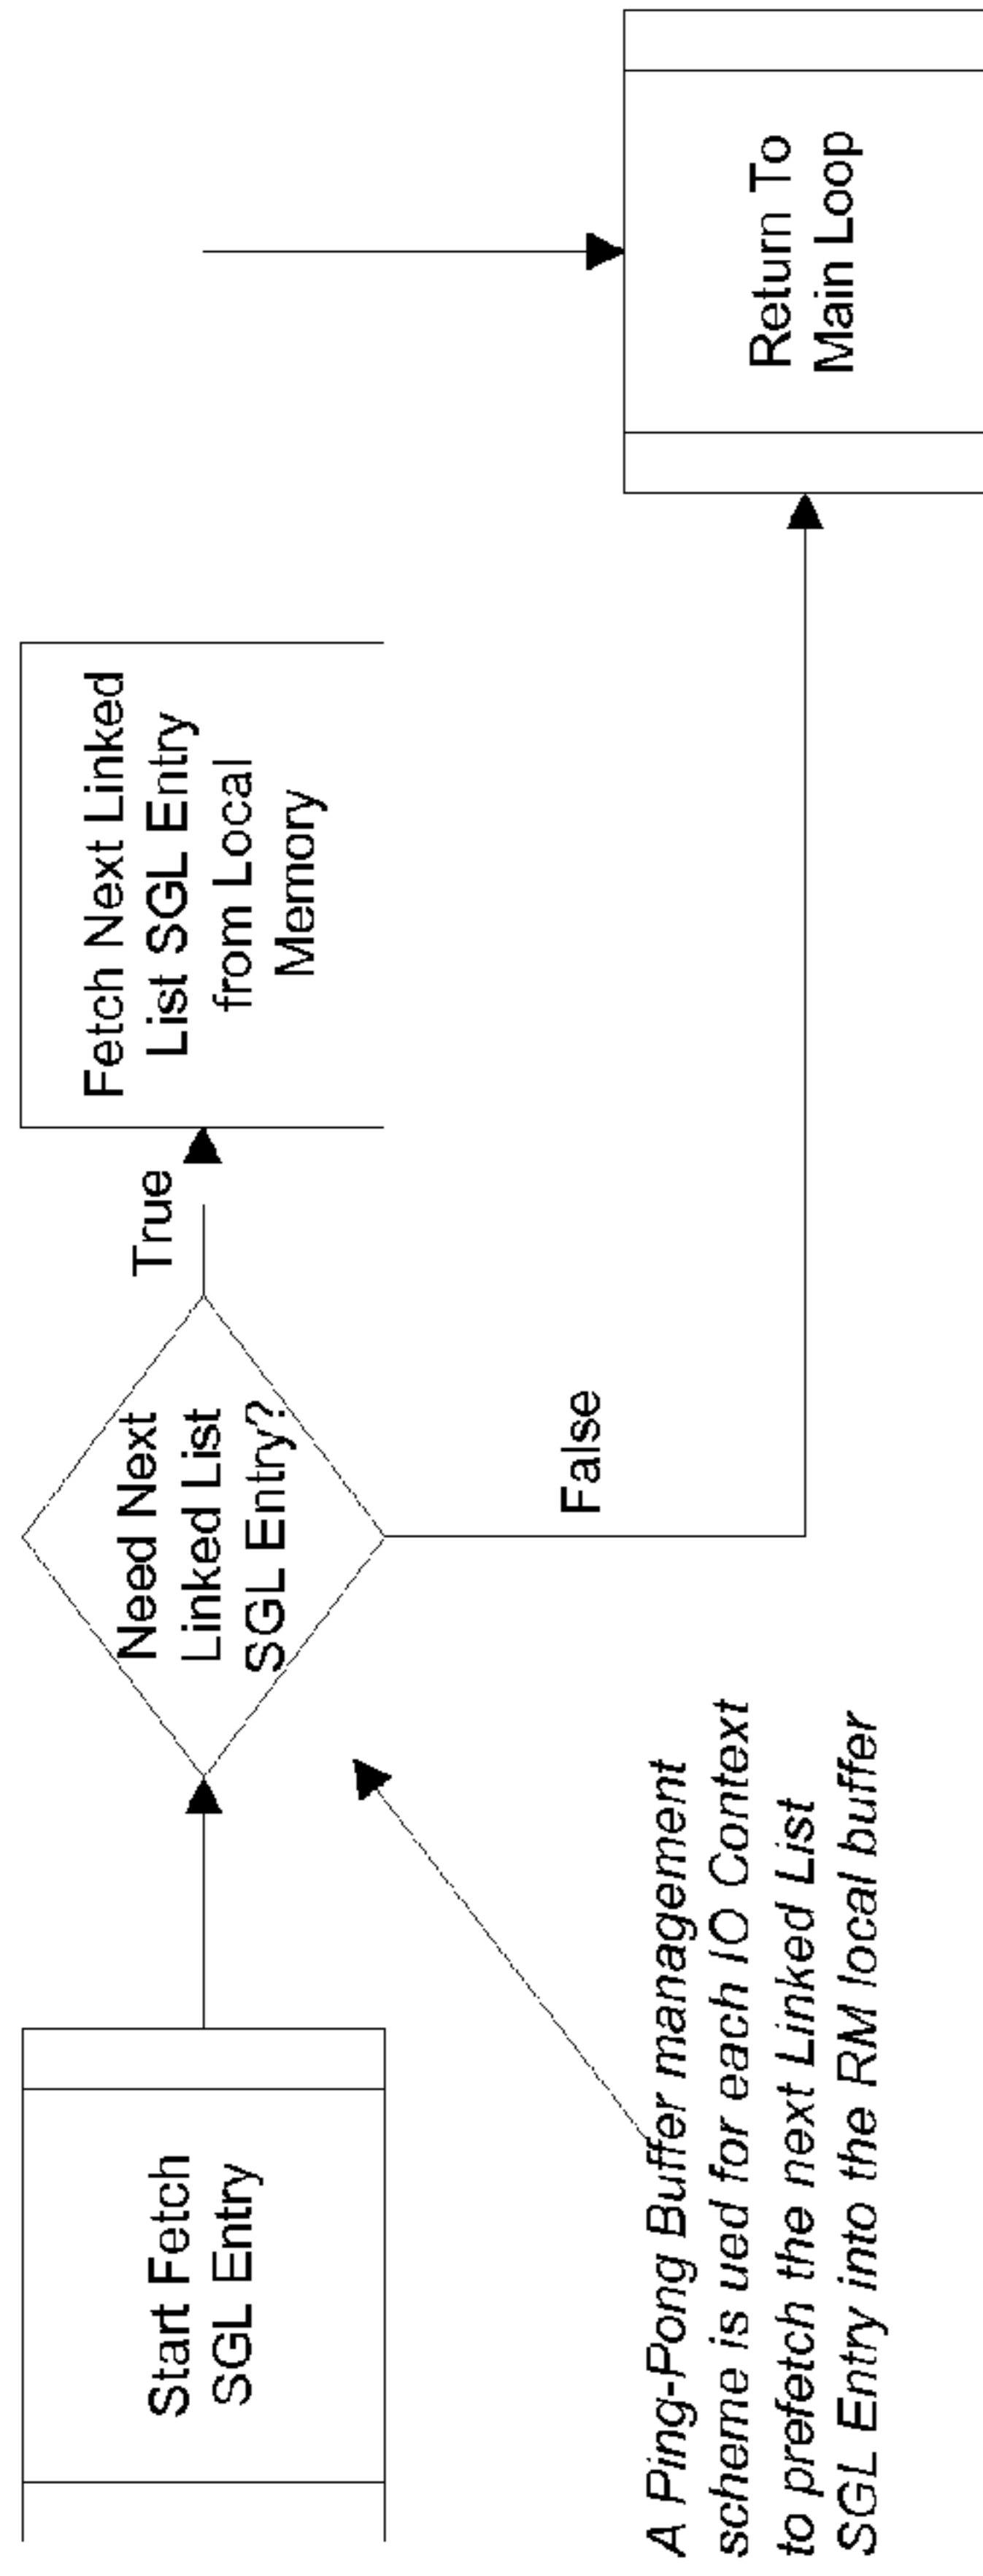 Start Fetch
SGL Entry
Need Next
Linked List
SGL Entry?
True
Fetch Next Linked
List SGL Entry
from Local
Memory
False
Return To
Main Loop
A Ping-Pong Buffer management
scheme is ued for each IO Context
to prefetch the next Linked List
SGL Entry into the RM local buffer